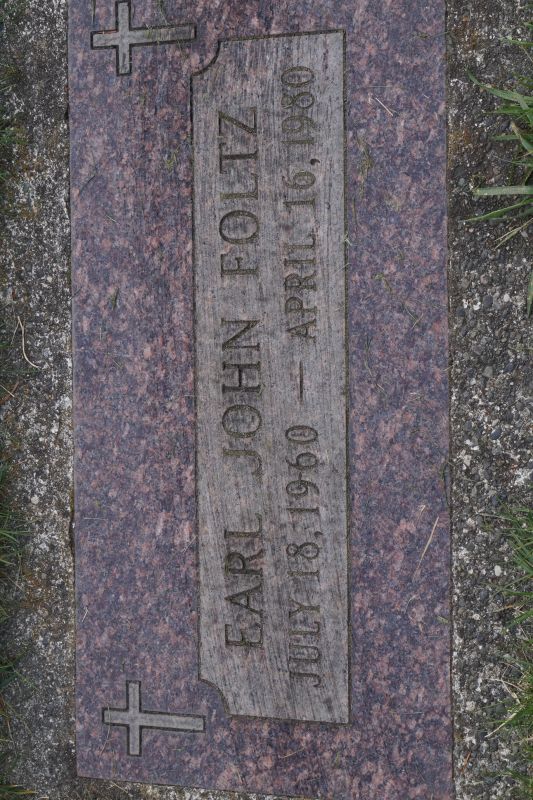 EARL JOHN FOLTZ
JULY 18, 1960 — APRIL 16, 1980